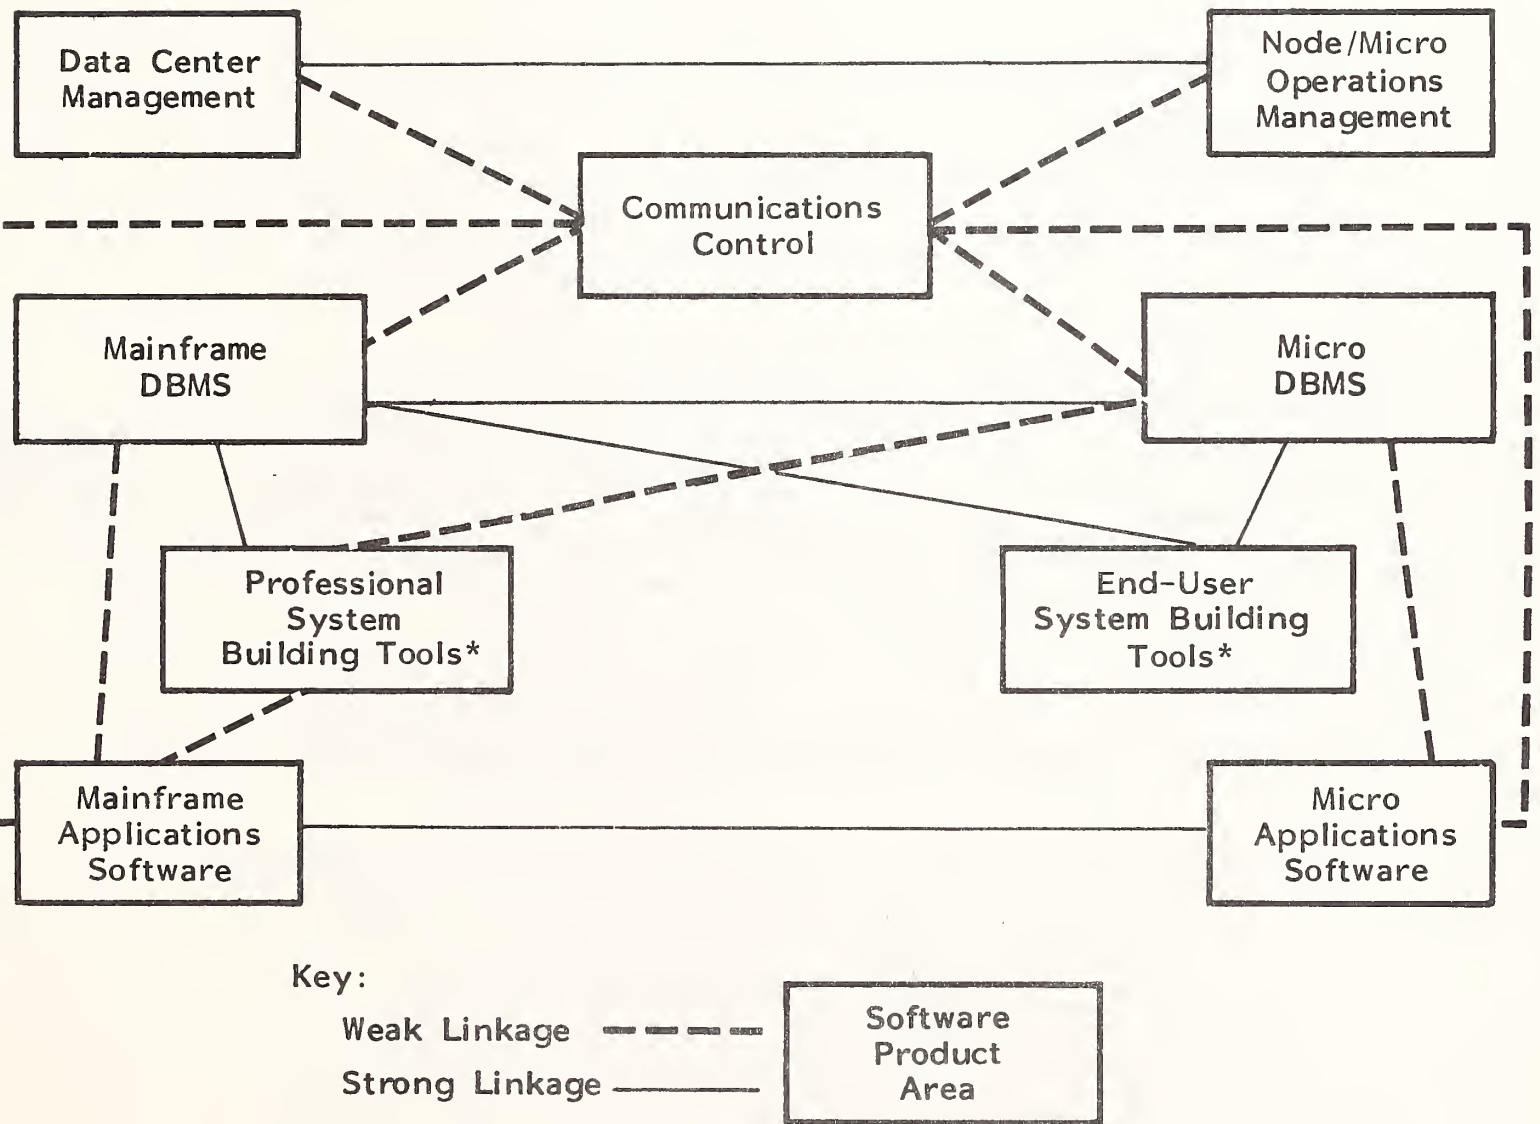 Data Center
Management
Node/Micro
Operations
Management
Communications
Control
Mainframe
DBMS
Micro
DBMS
Professional
System
Building Tools*
End-User
System Building
Tools*
Mainframe
Applications
Software
Micro
Applications
Software
Key:
Weak Linkage
Strong Linkage
Software
Product
Area